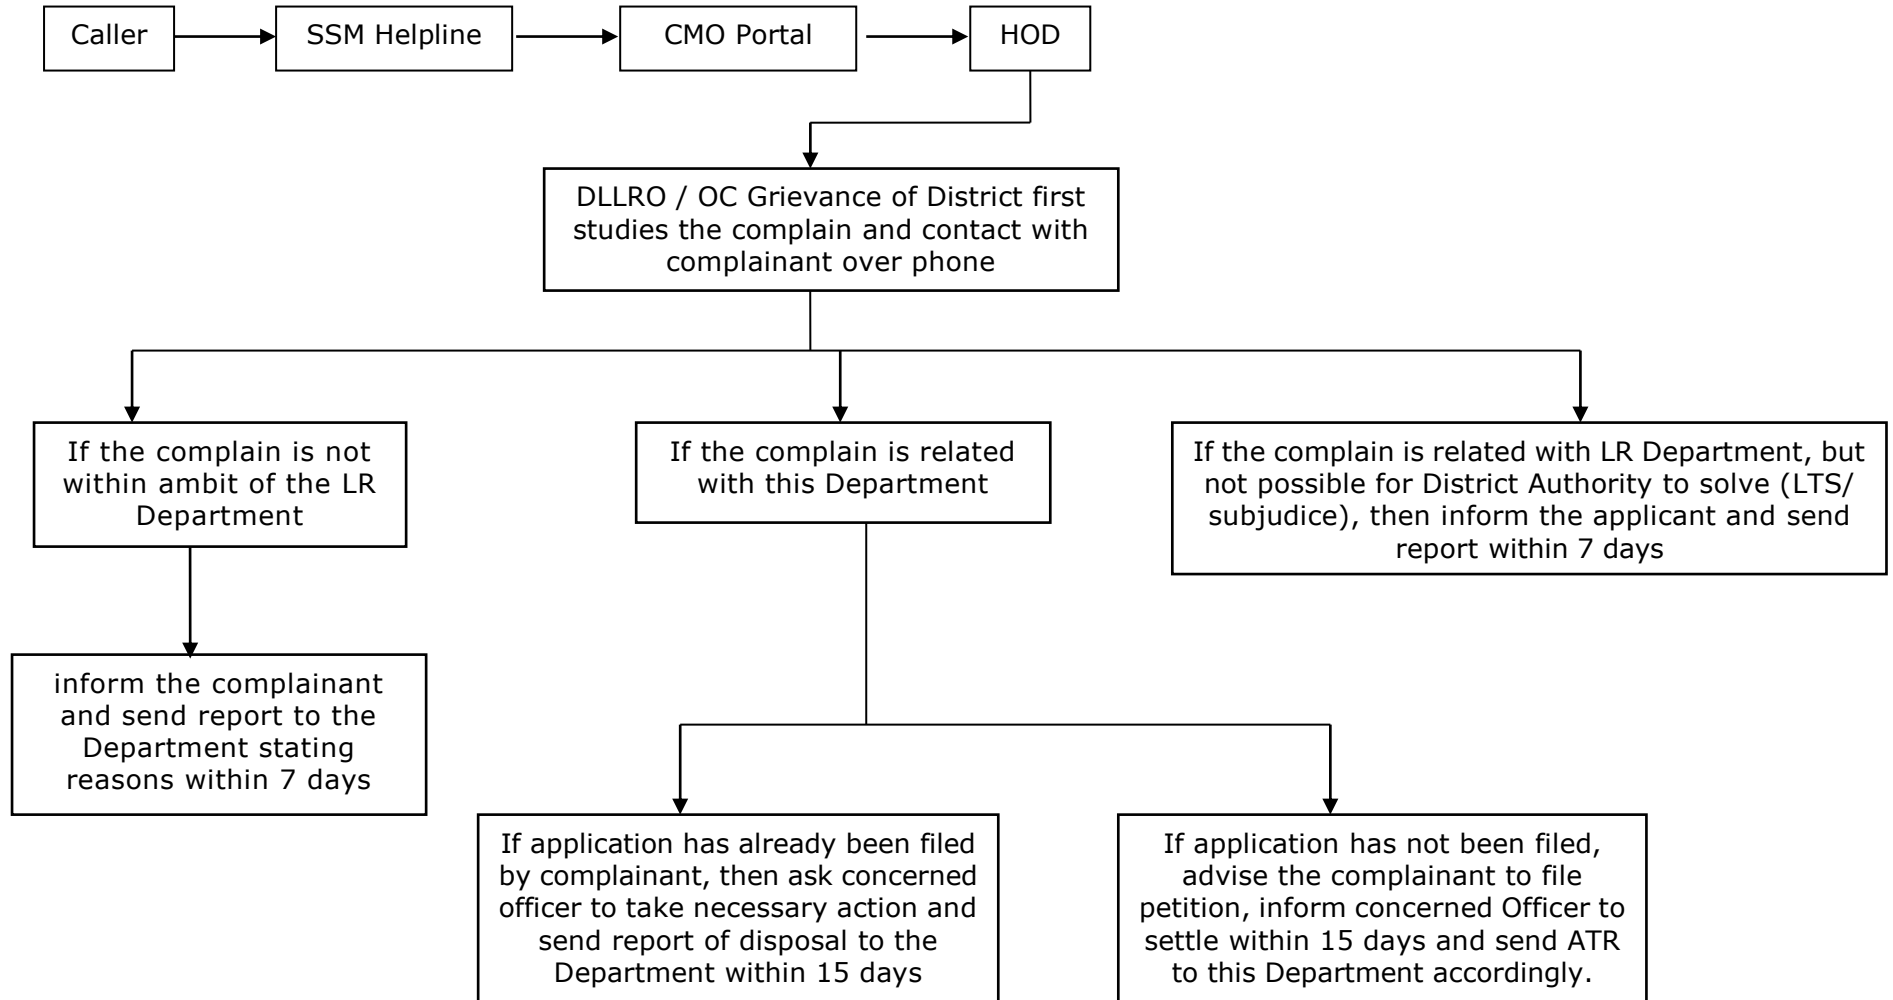 Caller
SSM Helpline
CMO Portal
HOD
DLLRO / OC Grievance of District first
studies the complain and contact with
complainant over phone
If the complain is not
within ambit of the LR
Department
If the complain is related
with this Department
If the complain is related with LR Department, but
not possible for District Authority to solve (LTS/
subjudice), then inform the applicant and send
report within 7 days
inform the complainant
and send report to the
Department stating
reasons within 7 days
If application has already been filed
by complainant, then ask concerned
officer to take necessary action and
send report of disposal to the
Department within 15 days
If application has not been filed,
advise the complainant to file
petition, inform concerned Officer to
settle within 15 days and send ATR
to this Department accordingly.